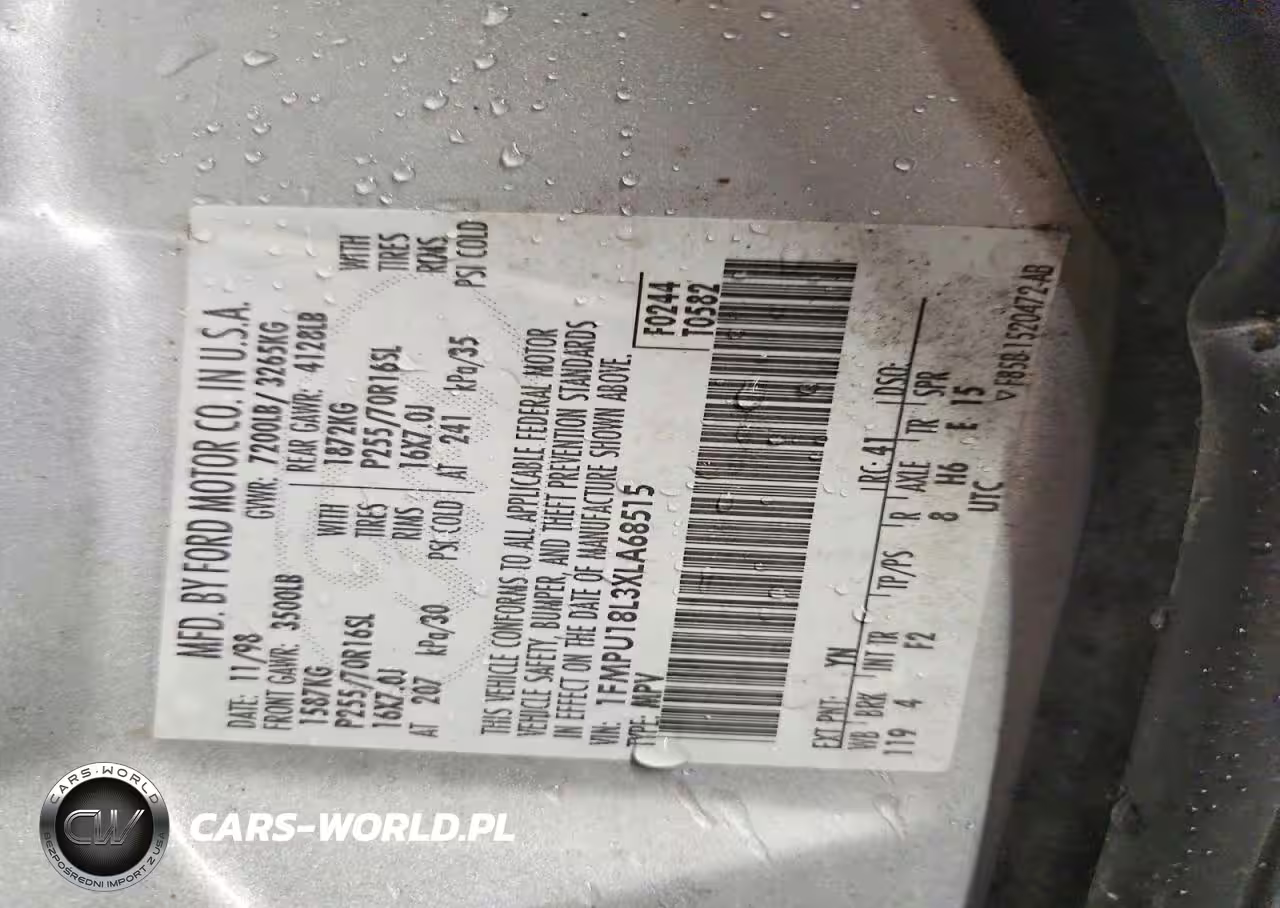 MFD. BY FORD MOTOR CO. IN U.S.A.
DATE: 11/98 GVWR: 7200LB/ 3265KG
FRONT GAWR: 3500LB REAR GAWR: 4128LB
1587KG WITH 1872KG WITH
P255/70R16SL TIRES P255/70R16SL TIRES
16X7.0J RIMS 16X7.0J RIMS
AT 207 kPa/30 PSI COLD AT 241 kPa/35 PSI COLD
THIS VEHICLE CONFORMS TO ALL APPLICABLE FEDERAL MOTOR
VEHICLE SAFETY, BUMPER, AND THEFT PREVENTION STANDARDS
IN EFFECT ON THE DATE OF MANUFACTURE SHOWN ABOVE.
VIN: 1FMPU18L3XLA68515 F0244
TYPE: MPV T0582
EXT PNT: YN RC: 41 DSO:
WB BRK INT TR TP/PS R AXLE TR SPR
119 4 F2 8 H6 E 15
UTC
▽F85B-1520472-AB
CARS-WORLD
CW
BEZPOŚREDNI IMPORT Z USA
CARS-WORLD.PL